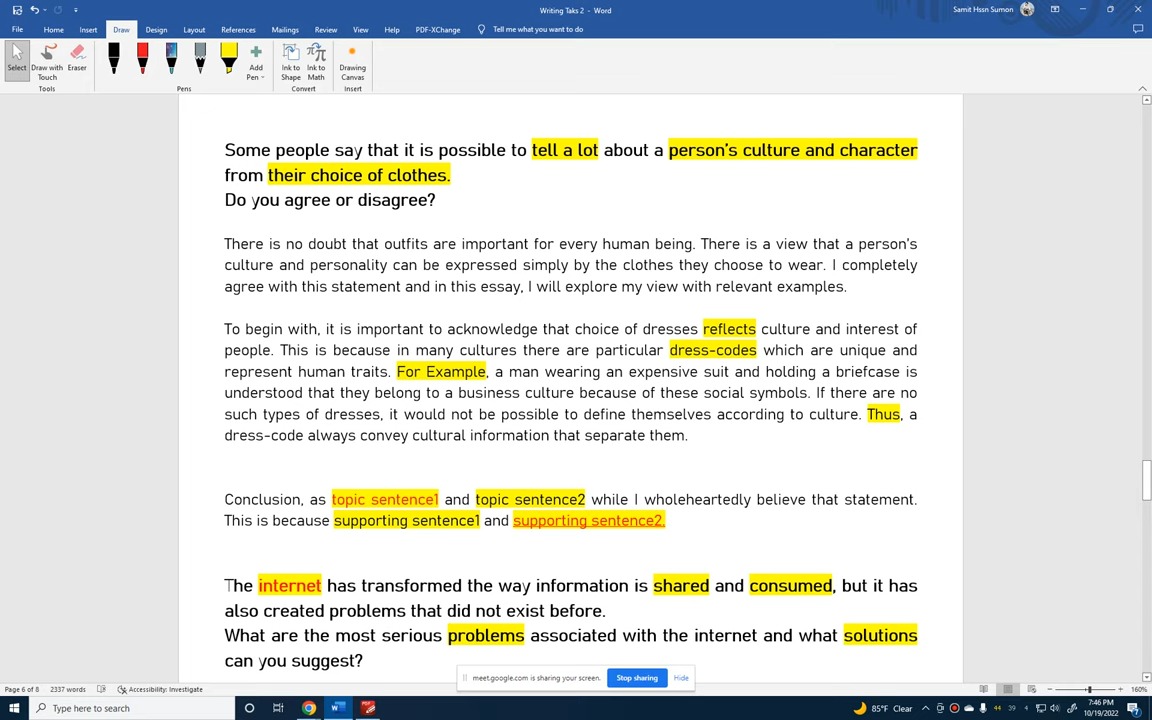 Writing Taks 2 - Word
Samit Hssn Sumon
File Home Insert Draw Design Layout References Mailings Review View Help PDF-XChange Tell me what you want to do
Select Draw with Touch Eraser Add Pen Ink to Shape Ink to Math Drawing Canvas
Tools Pens Convert Insert
Some people say that it is possible to tell a lot about a person's culture and character
from their choice of clothes.
Do you agree or disagree?
There is no doubt that outfits are important for every human being. There is a view that a person's
culture and personality can be expressed simply by the clothes they choose to wear. I completely
agree with this statement and in this essay, I will explore my view with relevant examples.
To begin with, it is important to acknowledge that choice of dresses reflects culture and interest of
people. This is because in many cultures there are particular dress-codes which are unique and
represent human traits. For Example, a man wearing an expensive suit and holding a briefcase is
understood that they belong to a business culture because of these social symbols. If there are no
such types of dresses, it would not be possible to define themselves according to culture. Thus, a
dress-code always convey cultural information that separate them.
Conclusion, as topic sentence1 and topic sentence2 while I wholeheartedly believe that statement.
This is because supporting sentence1 and supporting sentence2.
The internet has transformed the way information is shared and consumed, but it has
also created problems that did not exist before.
What are the most serious problems associated with the internet and what solutions
can you suggest?
meet.google.com is sharing your screen. Stop sharing Hide
Page 6 of 8 2337 words Accessibility: Investigate 160%
Type here to search 85°F Clear 44 39 4 7:46 PM
10/19/2022